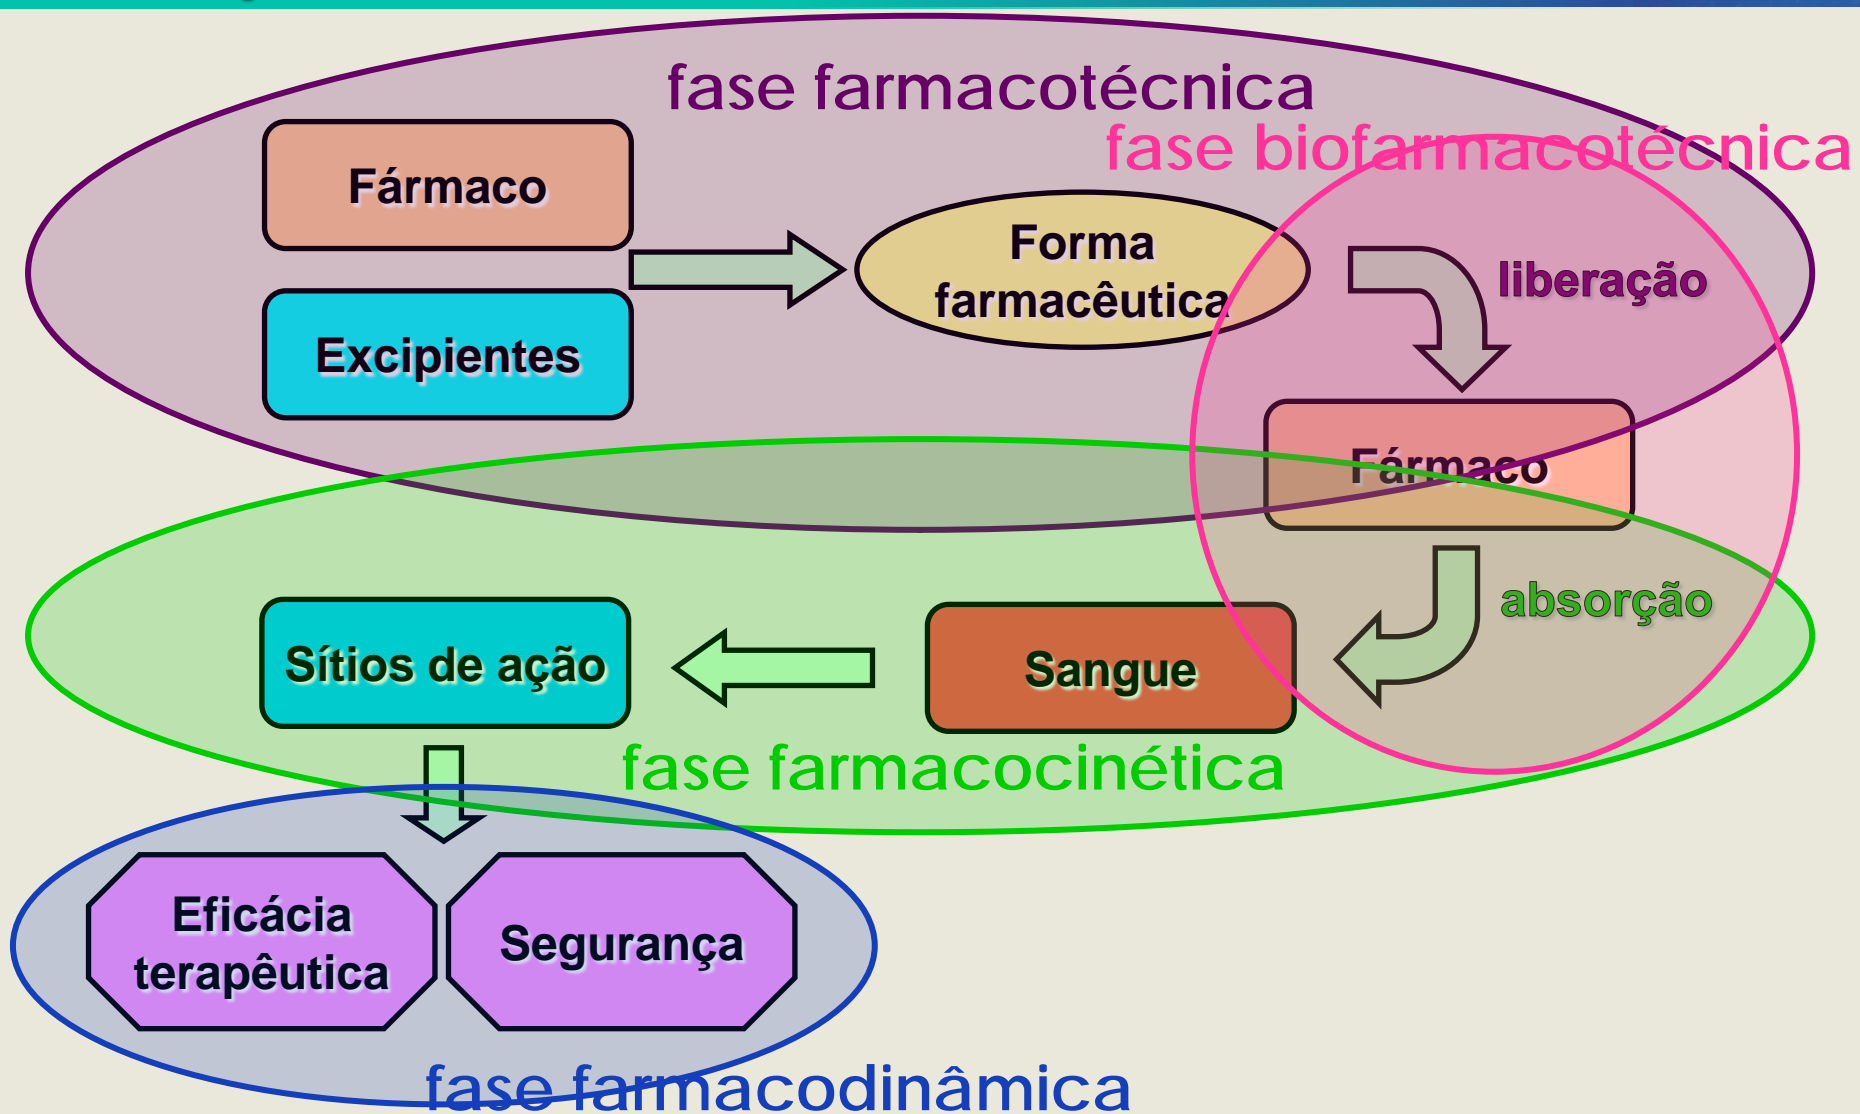 fase farmacotécnica
fase biofarmacotécnica
Fármaco
Forma
farmacêutica
liberação
Excipientes
Fármaco
absorção
Sítios de ação
Sangue
fase farmacocinética
Eficácia
terapêutica
Segurança
fase farmacodinâmica